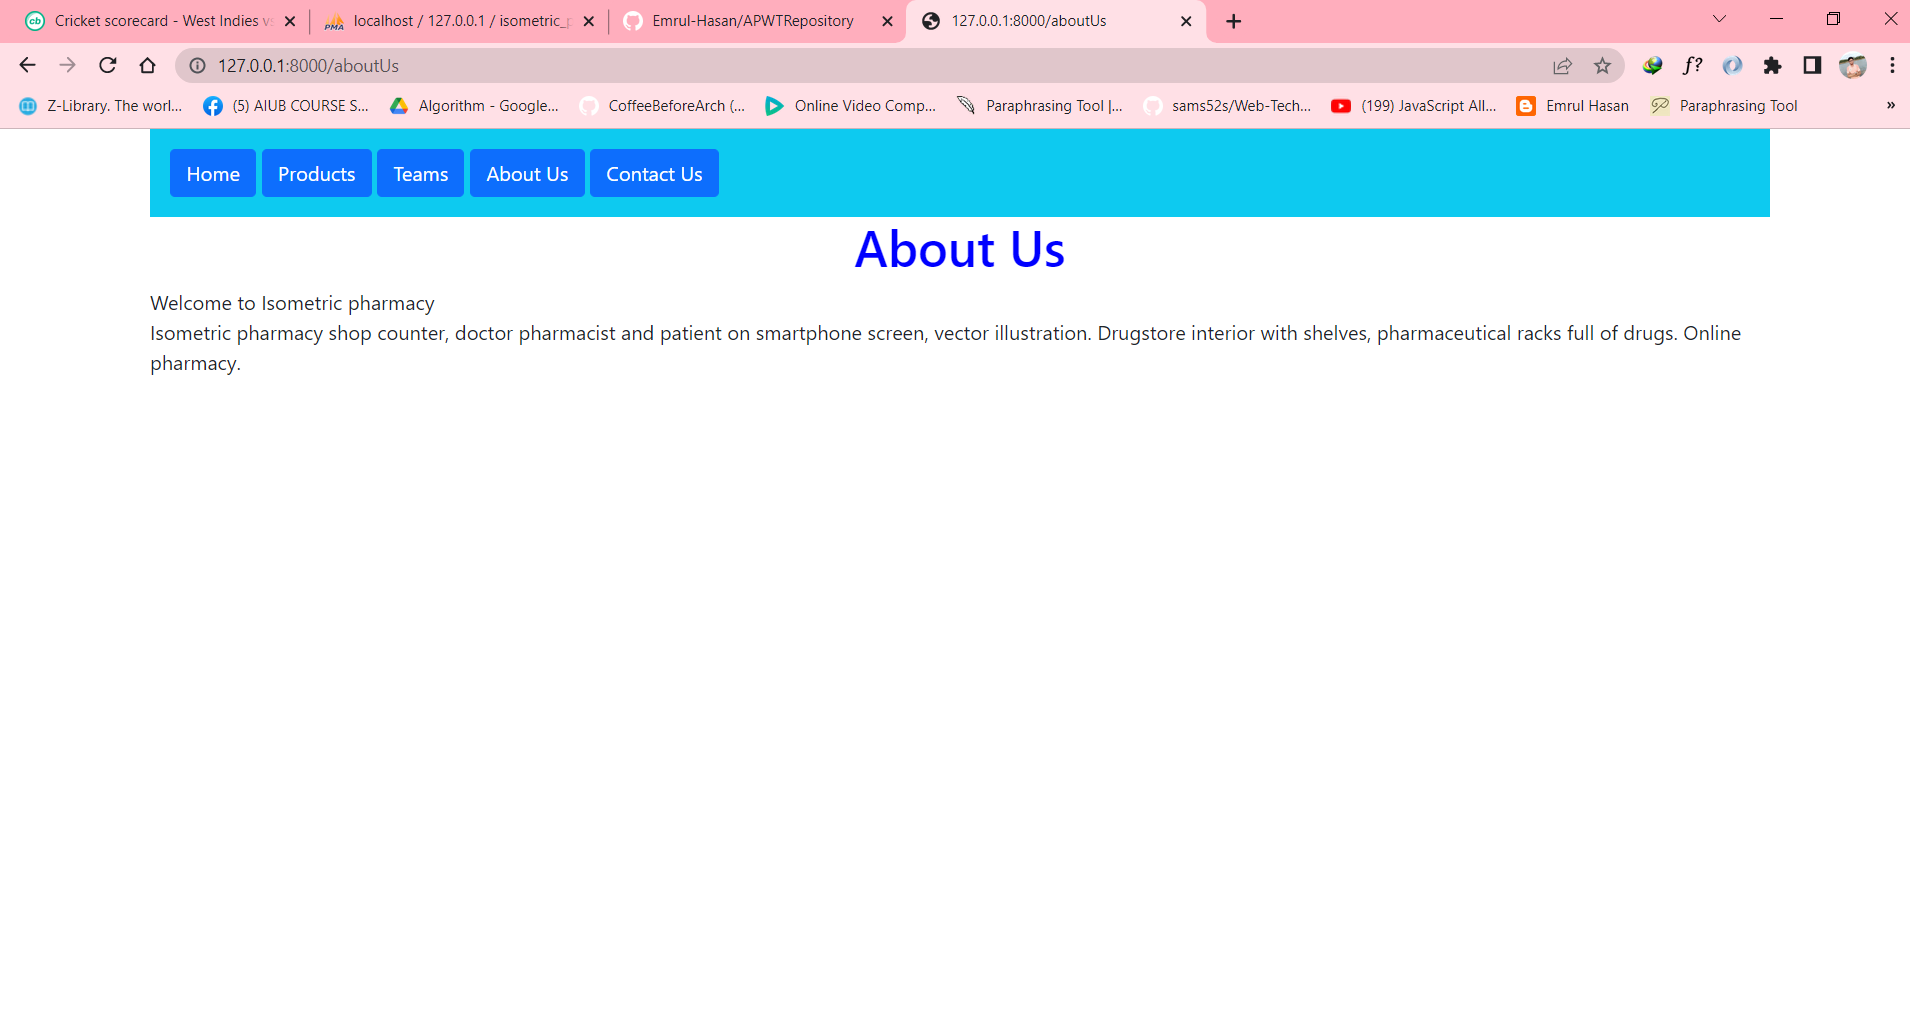 Cricket scorecard - West Indies vs
localhost / 127.0.0.1 / isometric_p
Emrul-Hasan/APWTRepository
127.0.0.1:8000/aboutUs
127.0.0.1:8000/aboutUs
f?
Z-Library. The worl...
(5) AIUB COURSE S...
Algorithm - Google...
CoffeeBeforeArch (...
Online Video Comp...
Paraphrasing Tool |...
sams52s/Web-Tech...
(199) JavaScript All...
Emrul Hasan
Paraphrasing Tool
»
Home
Products
Teams
About Us
Contact Us
About Us
Welcome to Isometric pharmacy
Isometric pharmacy shop counter, doctor pharmacist and patient on smartphone screen, vector illustration. Drugstore interior with shelves, pharmaceutical racks full of drugs. Online
pharmacy.